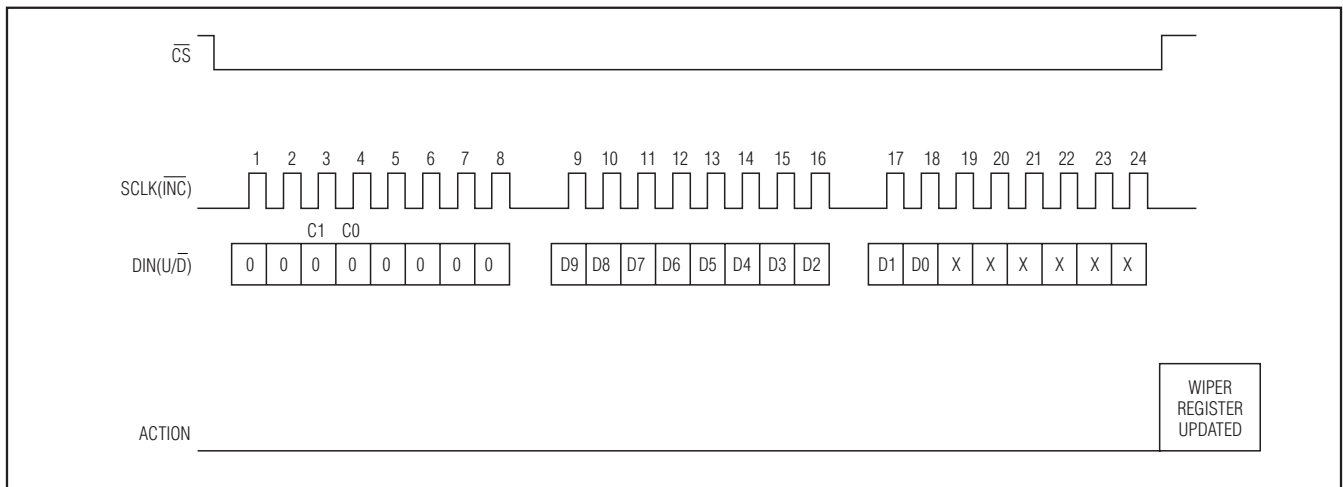 C̅S̅
1 2 3 4 5 6 7 8 9 10 11 12 13 14 15 16 17 18 19 20 21 22 23 24
SCLK(I̅N̅C̅)
C1 C0
DIN(U/D̅) 0 0 0 0 0 0 0 0 D9 D8 D7 D6 D5 D4 D3 D2 D1 D0 X X X X X X
WIPER
REGISTER
UPDATED
ACTION